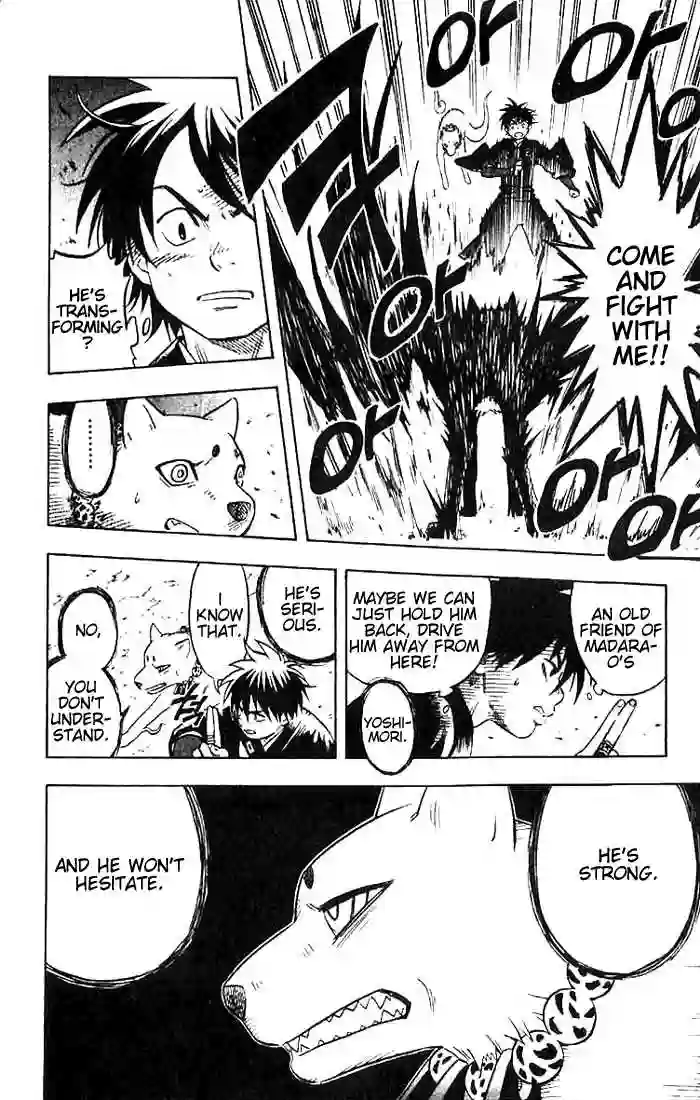 COME
AND
FIGHT
WITH
ME!!
HE'S
TRANS-
FORMING
?
........
AN OLD
FRIEND OF
MADARA-
O'S
MAYBE WE CAN
JUST HOLD HIM
BACK, DRIVE
HIM AWAY FROM
HERE!
YOSHI-
MORI.
HE'S
SERI-
OUS.
I
KNOW
THAT.
NO,
YOU
DON'T
UNDER-
STAND.
HE'S
STRONG.
AND HE WON'T
HESITATE.